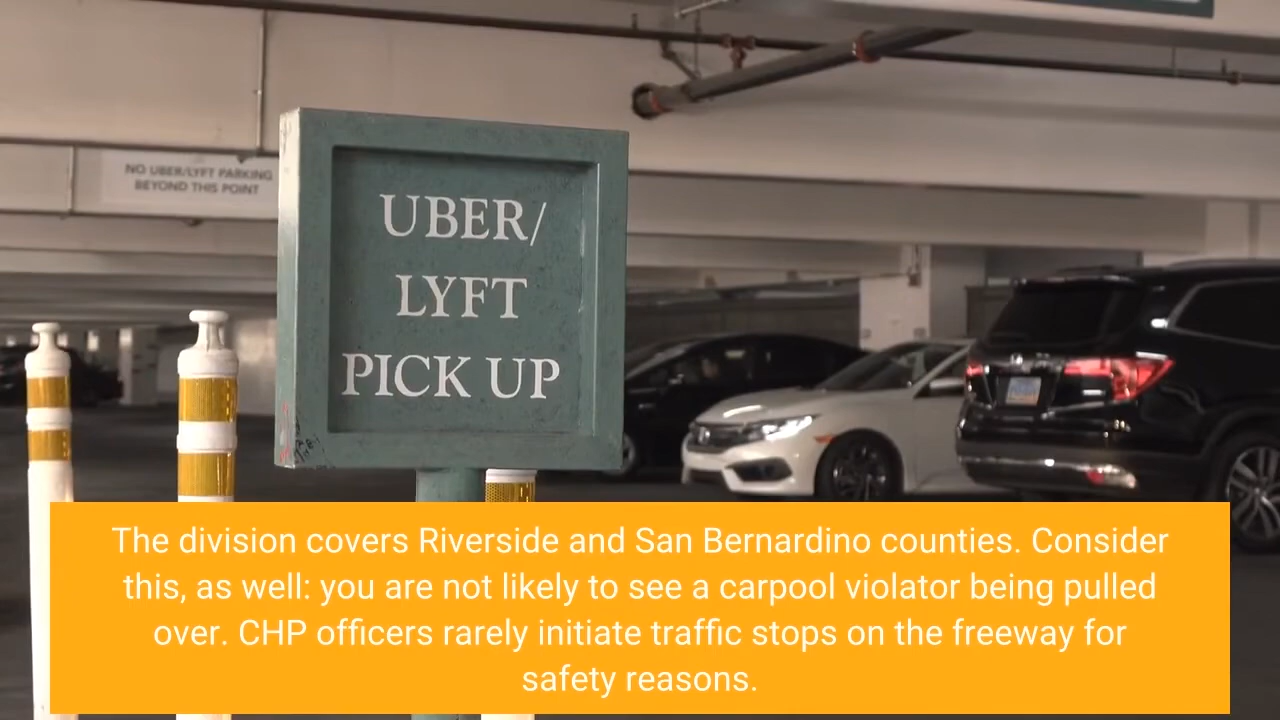 NO UBER/LYFT PARKING
BEYOND THIS POINT
UBER/
LYFT
PICK UP
The division covers Riverside and San Bernardino counties. Consider
this, as well: you are not likely to see a carpool violator being pulled
over. CHP officers rarely initiate traffic stops on the freeway for
safety reasons.